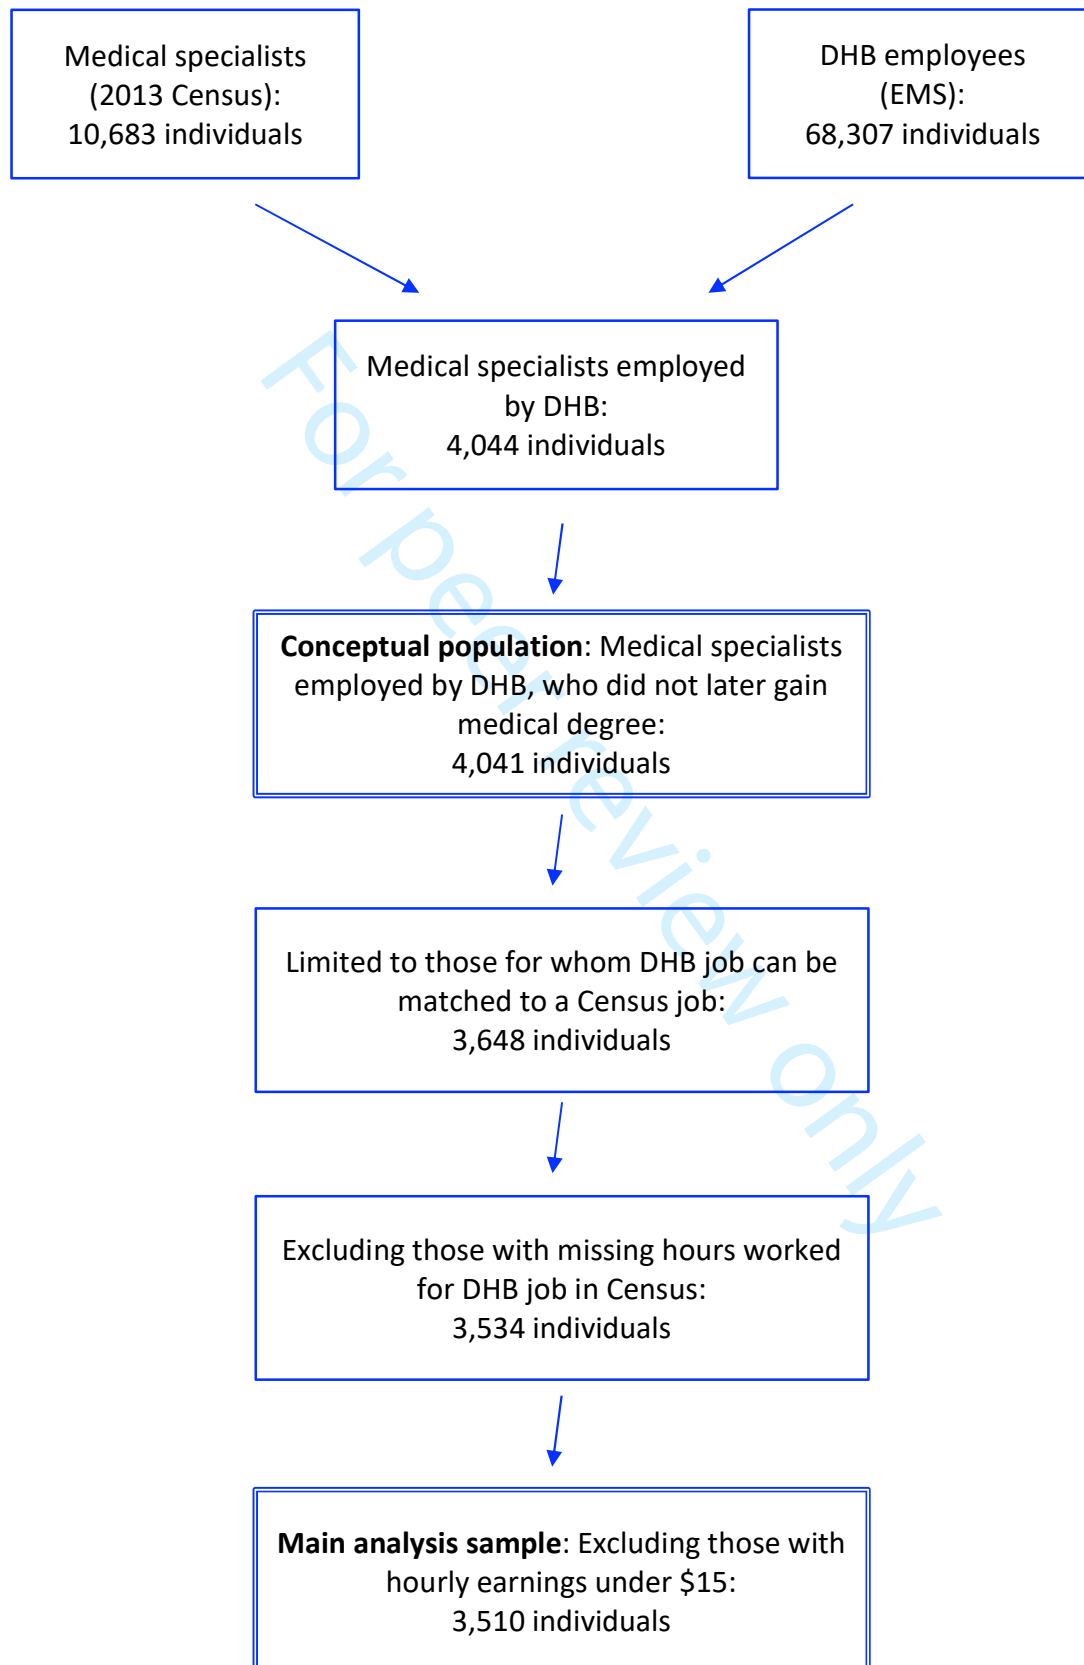 Medical specialists
(2013 Census):
10,683 individuals
DHB employees
(EMS):
68,307 individuals
Medical specialists employed
by DHB:
4,044 individuals
Conceptual population: Medical specialists
employed by DHB, who did not later gain
medical degree:
4,041 individuals
Limited to those for whom DHB job can be
matched to a Census job:
3,648 individuals
Excluding those with missing hours worked
for DHB job in Census:
3,534 individuals
Main analysis sample: Excluding those with
hourly earnings under $15:
3,510 individuals
For peer review only